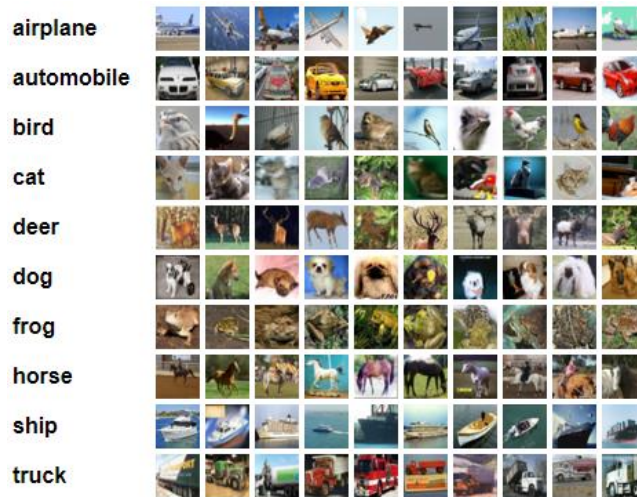 airplane
automobile
bird
cat
deer
dog
frog
horse
ship
truck